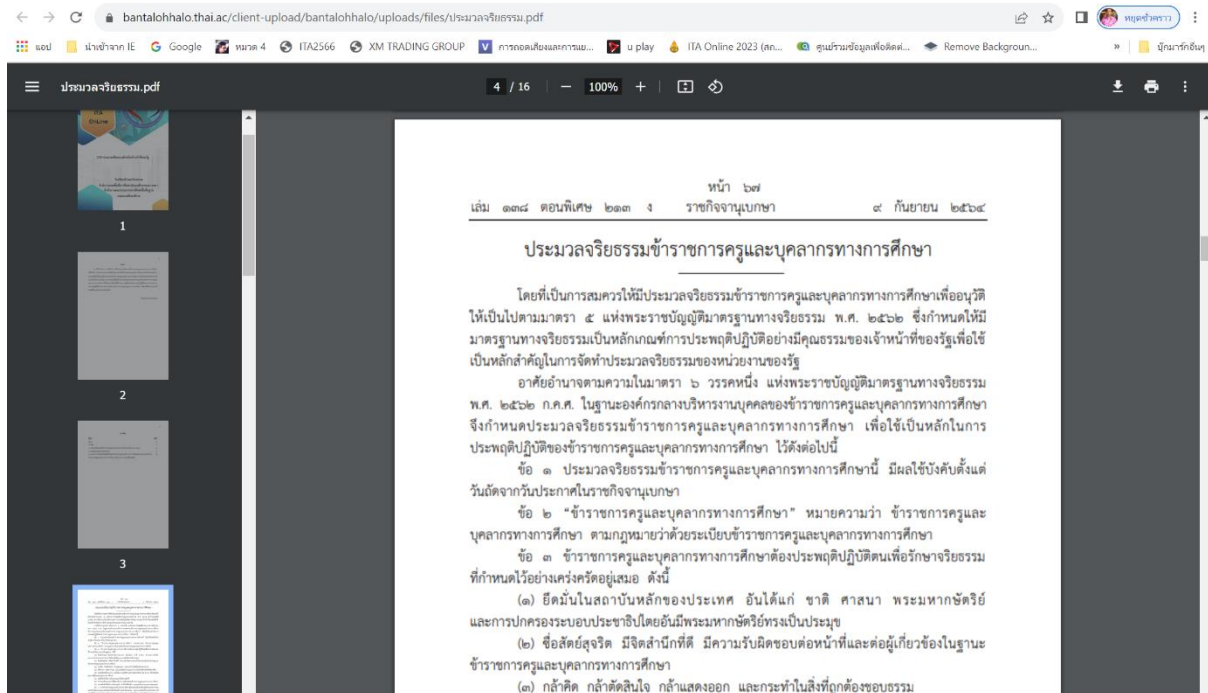 bantalohhalo.thai.ac/client-upload/bantalohhalo/uploads/files/ประมวลจริยธรรม.pdf
หยุดชั่วคราว
แอป นำเข้าจาก IE Google หมวด 4 ITA2566 XM TRADING GROUP การถอดเสียงและการแย... u play ITA Online 2023 (สถ... ศูนย์รวมข้อมูลเพื่อติดต่... Remove Backgroun... » บุ๊กมาร์กอื่นๆ
ประมวลจริยธรรม.pdf 4 / 16 100%
1
2
3
หน้า ๖๗
เล่ม ๑๓๘ ตอนพิเศษ ๒๑๓ ง ราชกิจจานุเบกษา ๙ กันยายน ๒๕๖๔
ประมวลจริยธรรมข้าราชการครูและบุคลากรทางการศึกษา
โดยที่เป็นการสมควรให้มีประมวลจริยธรรมข้าราชการครูและบุคลากรทางการศึกษาเพื่ออนุวัติ
ให้เป็นไปตามมาตรา ๕ แห่งพระราชบัญญัติมาตรฐานทางจริยธรรม พ.ศ. ๒๕๖๒ ซึ่งกำหนดให้มี
มาตรฐานทางจริยธรรมเป็นหลักเกณฑ์การประพฤติปฏิบัติอย่างมีคุณธรรมของเจ้าหน้าที่ของรัฐเพื่อใช้
เป็นหลักสำคัญในการจัดทำประมวลจริยธรรมของหน่วยงานของรัฐ
อาศัยอำนาจตามความในมาตรา ๖ วรรคหนึ่ง แห่งพระราชบัญญัติมาตรฐานทางจริยธรรม
พ.ศ. ๒๕๖๒ ก.ค.ศ. ในฐานะองค์กรกลางบริหารงานบุคคลของข้าราชการครูและบุคลากรทางการศึกษา
จึงกำหนดประมวลจริยธรรมข้าราชการครูและบุคลากรทางการศึกษา เพื่อใช้เป็นหลักในการ
ประพฤติปฏิบัติของข้าราชการครูและบุคลากรทางการศึกษา ไว้ดังต่อไปนี้
ข้อ ๑ ประมวลจริยธรรมข้าราชการครูและบุคลากรทางการศึกษานี้ มีผลใช้บังคับตั้งแต่
วันถัดจากวันประกาศในราชกิจจานุเบกษา
ข้อ ๒ “ข้าราชการครูและบุคลากรทางการศึกษา” หมายความว่า ข้าราชการครูและ
บุคลากรทางการศึกษา ตามกฎหมายว่าด้วยระเบียบข้าราชการครูและบุคลากรทางการศึกษา
ข้อ ๓ ข้าราชการครูและบุคลากรทางการศึกษาต้องประพฤติปฏิบัติตนเพื่อรักษาจริยธรรม
ที่กำหนดไว้อย่างเคร่งครัดอยู่เสมอ ดังนี้
(๑) ยึดมั่นในสถาบันหลักของประเทศ อันได้แก่ ชาติ ศาสนา พระมหากษัตริย์
และการปกครองระบอบประชาธิปไตยอันมีพระมหากษัตริย์ทรงเป็นประมุข
(๒) ซื่อสัตย์สุจริต มีจิตสำนึกที่ดี มีความรับผิดชอบต่อหน้าที่และต่อผู้เกี่ยวข้องในฐานะ
ข้าราชการครูและบุคลากรทางการศึกษา
(๓) กล้าคิด กล้าตัดสินใจ กล้าแสดงออก และกระทำในสิ่งที่ถูกต้องชอบธรรม